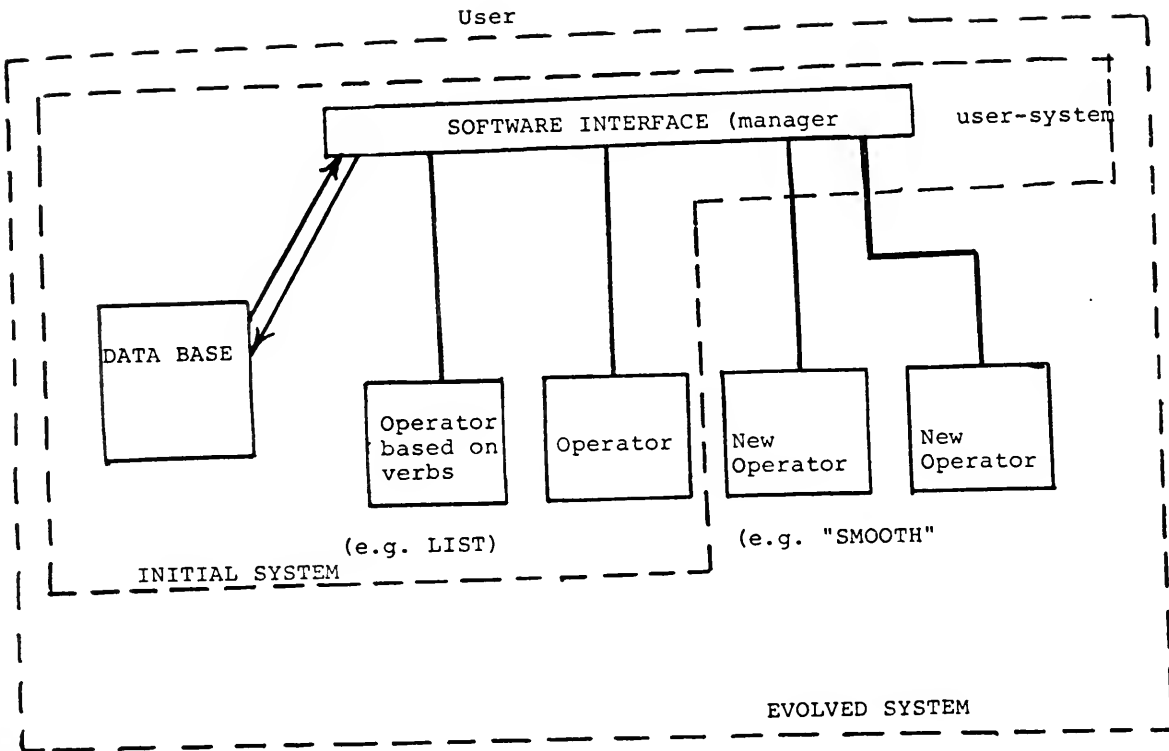 User
SOFTWARE INTERFACE (manager
user-system
DATA BASE
Operator
based on
verbs
Operator
New
Operator
New
Operator
(e.g. LIST)
(e.g. "SMOOTH"
INITIAL SYSTEM
EVOLVED SYSTEM